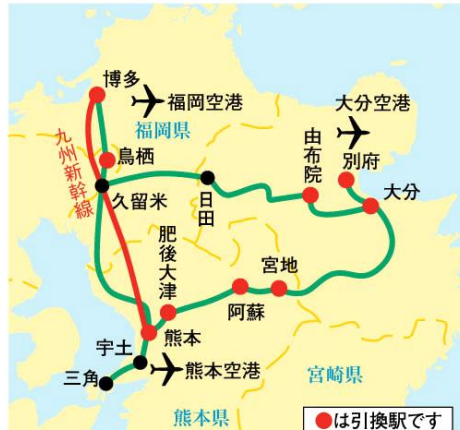 博多
福岡空港
福岡県
大分空港
九州新幹線
鳥栖
由布院
別府
久留米
日田
大分
肥後大津
宮地
阿蘇
熊本
宇土
熊本空港
三角
宮崎県
熊本県
●は引換駅です